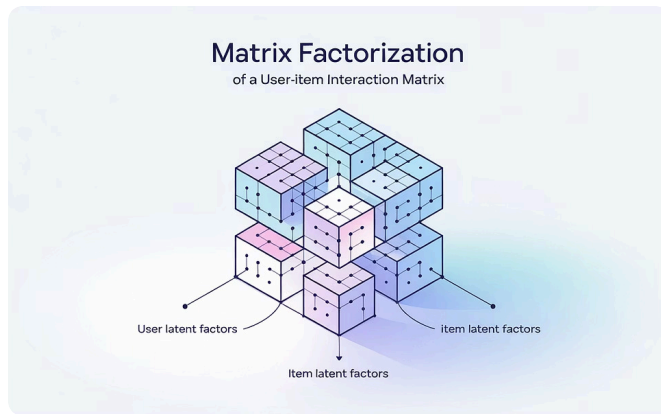 Matrix Factorization
of a User-item Interaction Matrix
User latent factors
item latent factors
Item latent factors